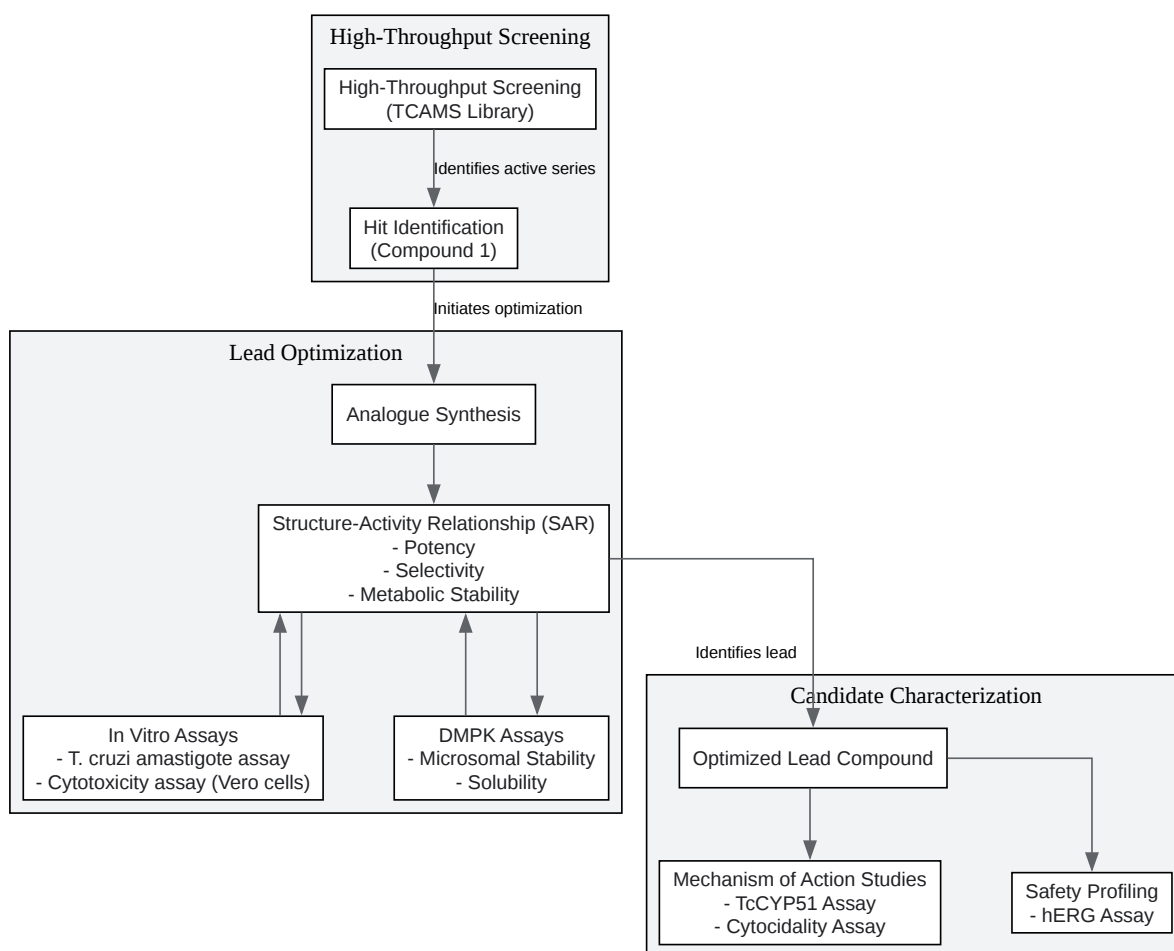 High-Throughput Screening
High-Throughput Screening
(TCAMS Library)
Identifies active series
Hit Identification
(Compound 1)
Initiates optimization
Lead Optimization
Analogue Synthesis
Structure-Activity Relationship (SAR)
- Potency
- Selectivity
- Metabolic Stability
In Vitro Assays
- T. cruzi amastigote assay
- Cytotoxicity assay (Vero cells)
DMPK Assays
- Microsomal Stability
- Solubility
Identifies lead
Candidate Characterization
Optimized Lead Compound
Mechanism of Action Studies
- TcCYP51 Assay
- Cytocidality Assay
Safety Profiling
- hERG Assay